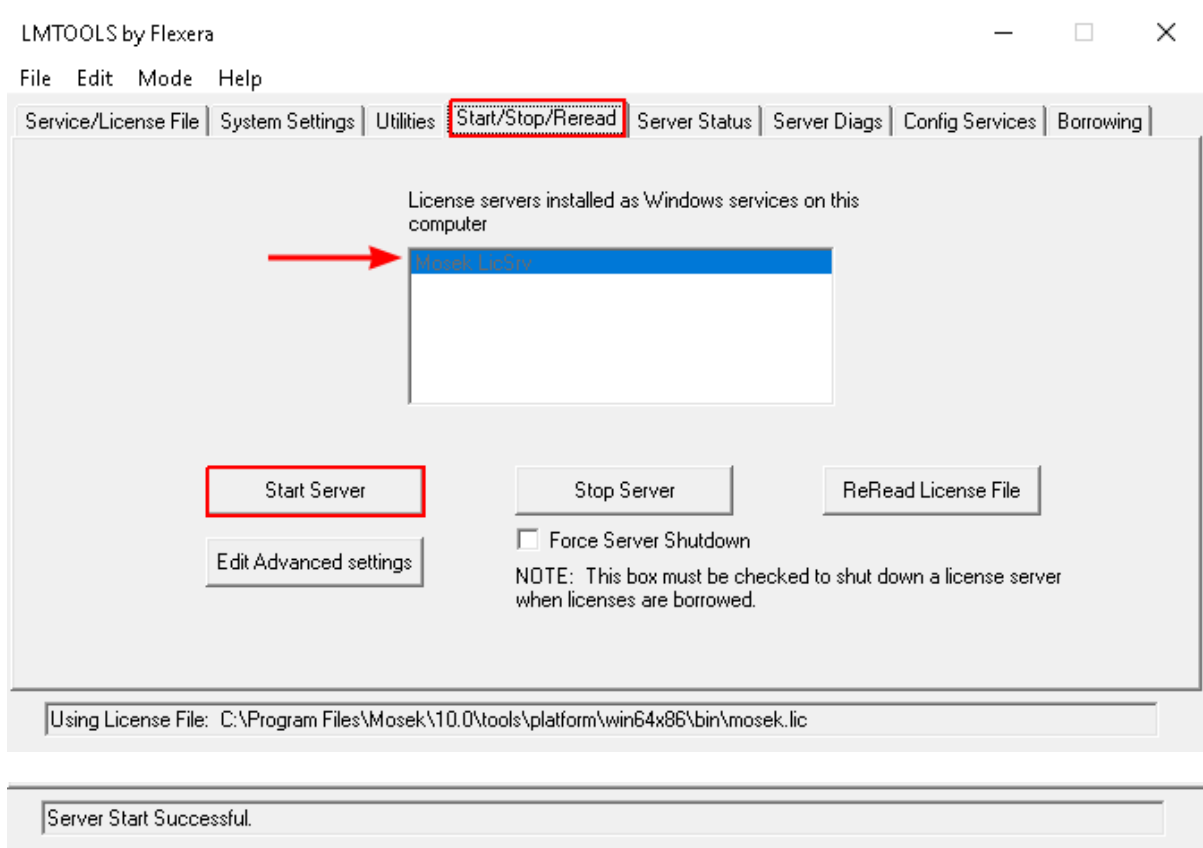 LMTOOLS by Flexera
File Edit Mode Help
Service/License File System Settings Utilities Start/Stop/Reread Server Status Server Diags Config Services Borrowing
License servers installed as Windows services on this
computer
Mosek LicSrv
Start Server Stop Server ReRead License File
Edit Advanced settings
Force Server Shutdown
NOTE: This box must be checked to shut down a license server
when licenses are borrowed.
Using License File: C:\Program Files\Mosek\10.0\tools\platform\win64x86\bin\mosek.lic
Server Start Successful.